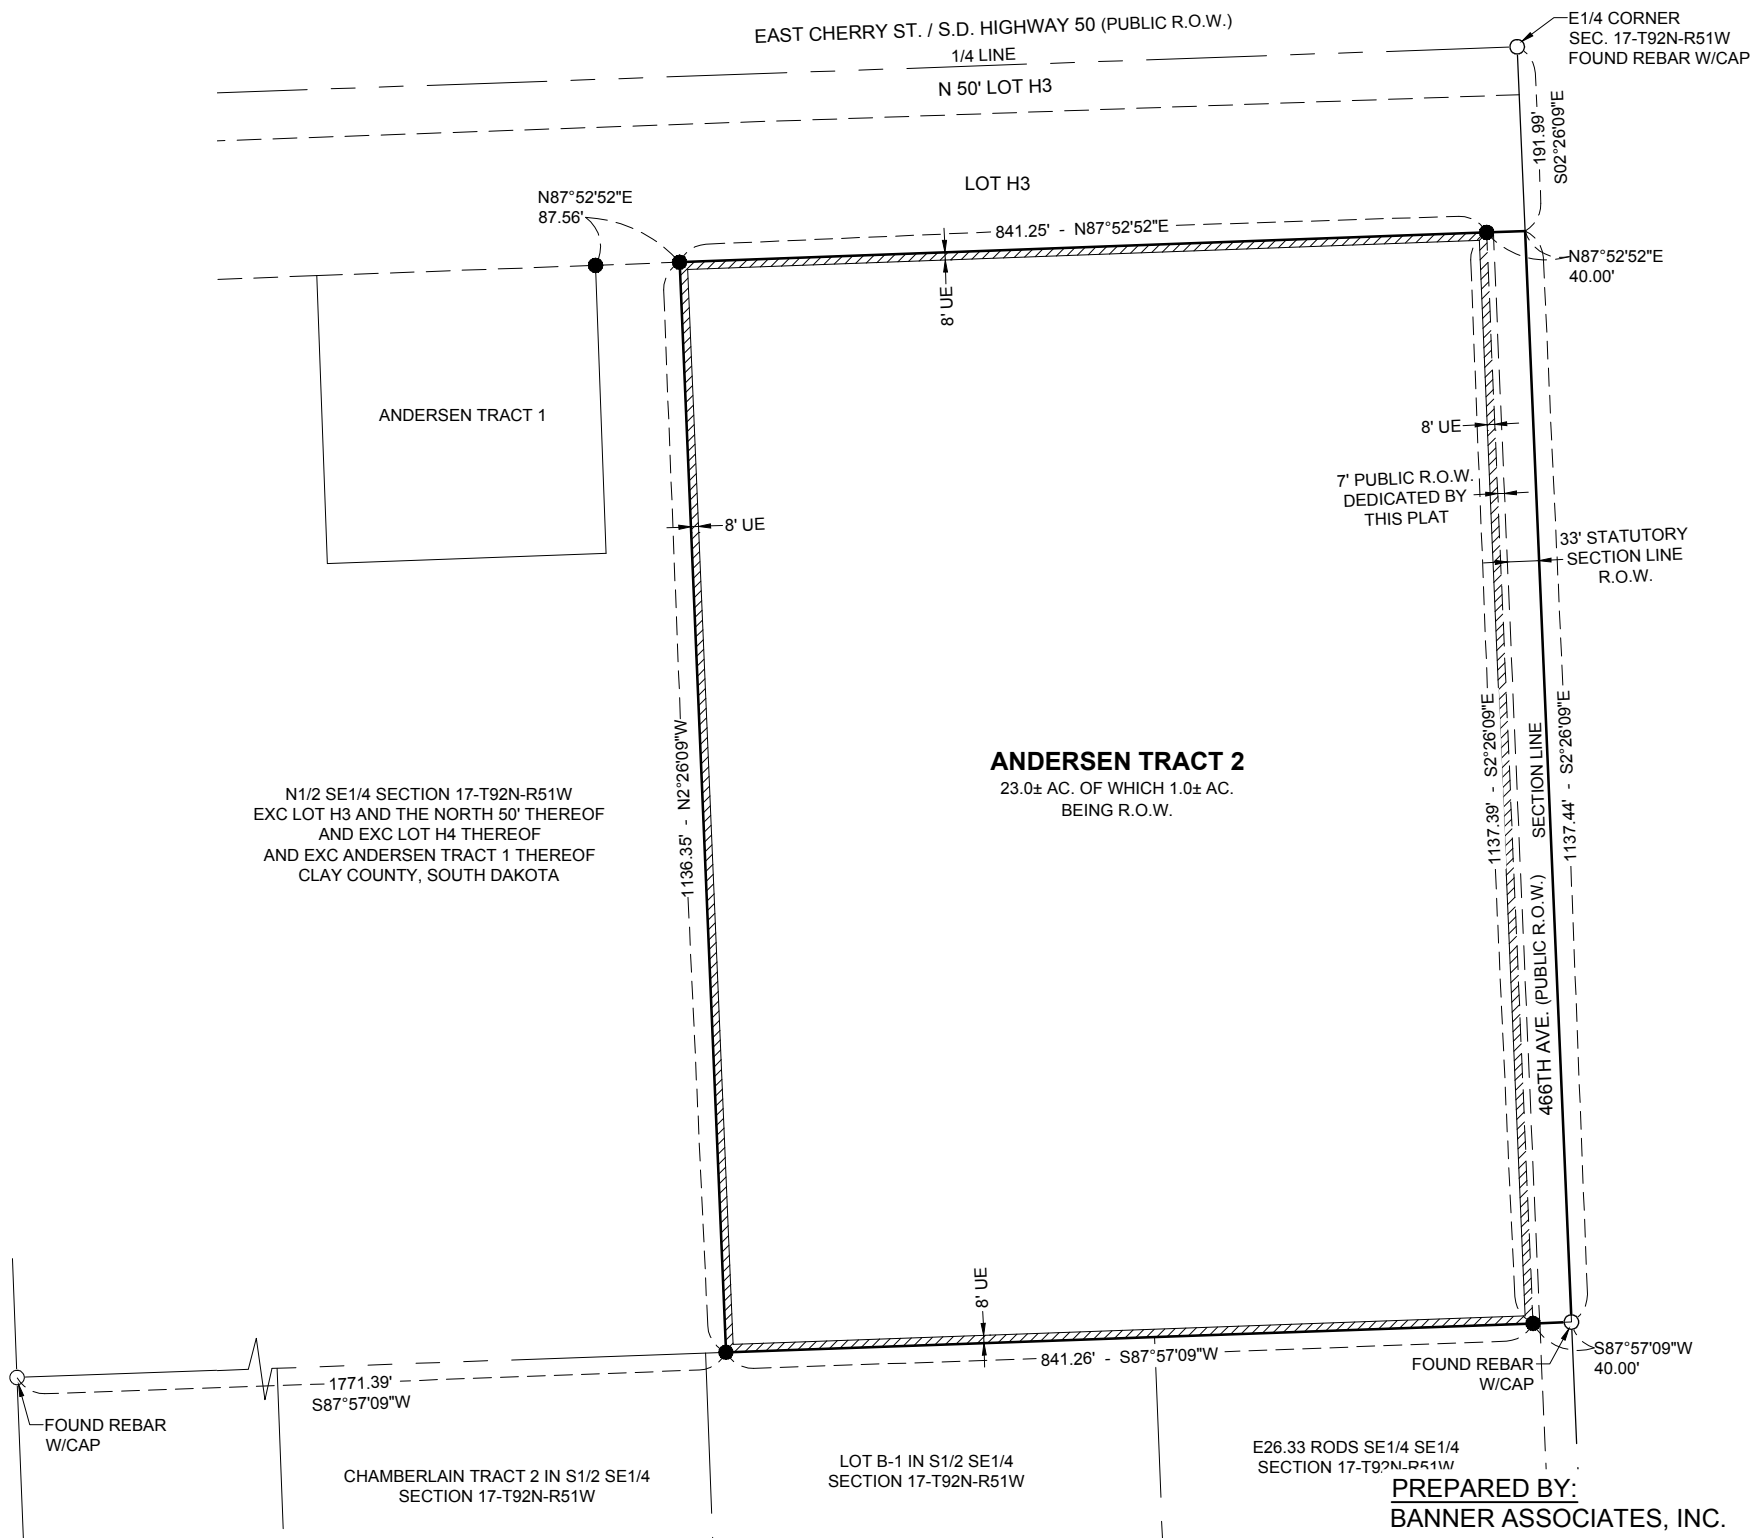 EAST CHERRY ST. / S.D. HIGHWAY 50 (PUBLIC R.O.W.)
1/4 LINE
N 50' LOT H3
E1/4 CORNER
SEC. 17-T92N-R51W
FOUND REBAR W/CAP
191.99'
S02°26'09"E
LOT H3
N87°52'52"E
87.56'
841.25' - N87°52'52"E
N87°52'52"E
40.00'
8' UE
ANDERSEN TRACT 1
8' UE
7' PUBLIC R.O.W.
DEDICATED BY
THIS PLAT
8' UE
33' STATUTORY
SECTION LINE
R.O.W.
1136.35' - N2°26'09"W
ANDERSEN TRACT 2
23.0± AC. OF WHICH 1.0± AC.
BEING R.O.W.
1137.39' - S2°26'09"E
SECTION LINE
1137.44' - S2°26'09"E
466TH AVE. (PUBLIC R.O.W.)
N1/2 SE1/4 SECTION 17-T92N-R51W
EXC LOT H3 AND THE NORTH 50' THEREOF
AND EXC LOT H4 THEREOF
AND EXC ANDERSEN TRACT 1 THEREOF
CLAY COUNTY, SOUTH DAKOTA
8' UE
841.26' - S87°57'09"W
FOUND REBAR
W/CAP
S87°57'09"W
40.00'
1771.39'
S87°57'09"W
FOUND REBAR
W/CAP
CHAMBERLAIN TRACT 2 IN S1/2 SE1/4
SECTION 17-T92N-R51W
LOT B-1 IN S1/2 SE1/4
SECTION 17-T92N-R51W
E26.33 RODS SE1/4 SE1/4
SECTION 17-T92N-R51W
PREPARED BY:
BANNER ASSOCIATES, INC.